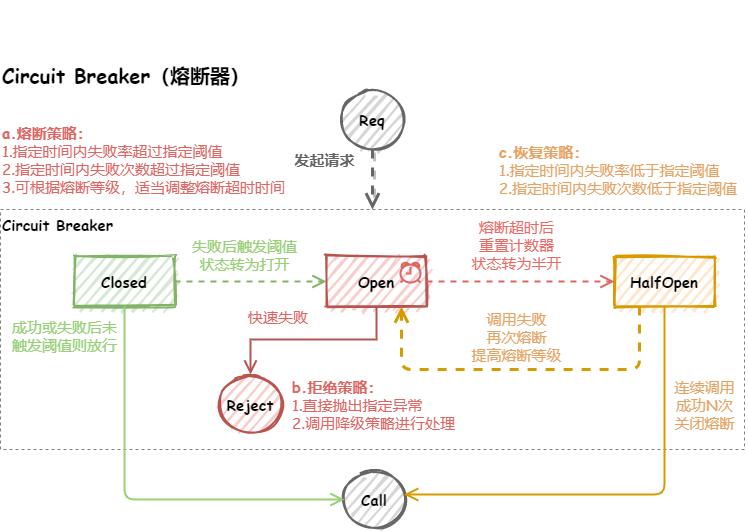 Circuit Breaker（熔断器）
Req
a.熔断策略：
1.指定时间内失败率超过指定阈值
2.指定时间内失败次数超过指定阈值
3.可根据熔断等级，适当调整熔断超时时间
发起请求
c.恢复策略：
1.指定时间内失败率低于指定阈值
2.指定时间内失败次数低于指定阈值
Circuit Breaker
Closed
失败后触发阈值
状态转为打开
Open
熔断超时后
重置计数器
状态转为半开
HalfOpen
成功或失败后未
触发阈值则放行
快速失败
调用失败
再次熔断
提高熔断等级
Reject
b.拒绝策略：
1.直接抛出指定异常
2.调用降级策略进行处理
连续调用
成功N次
关闭熔断
Call